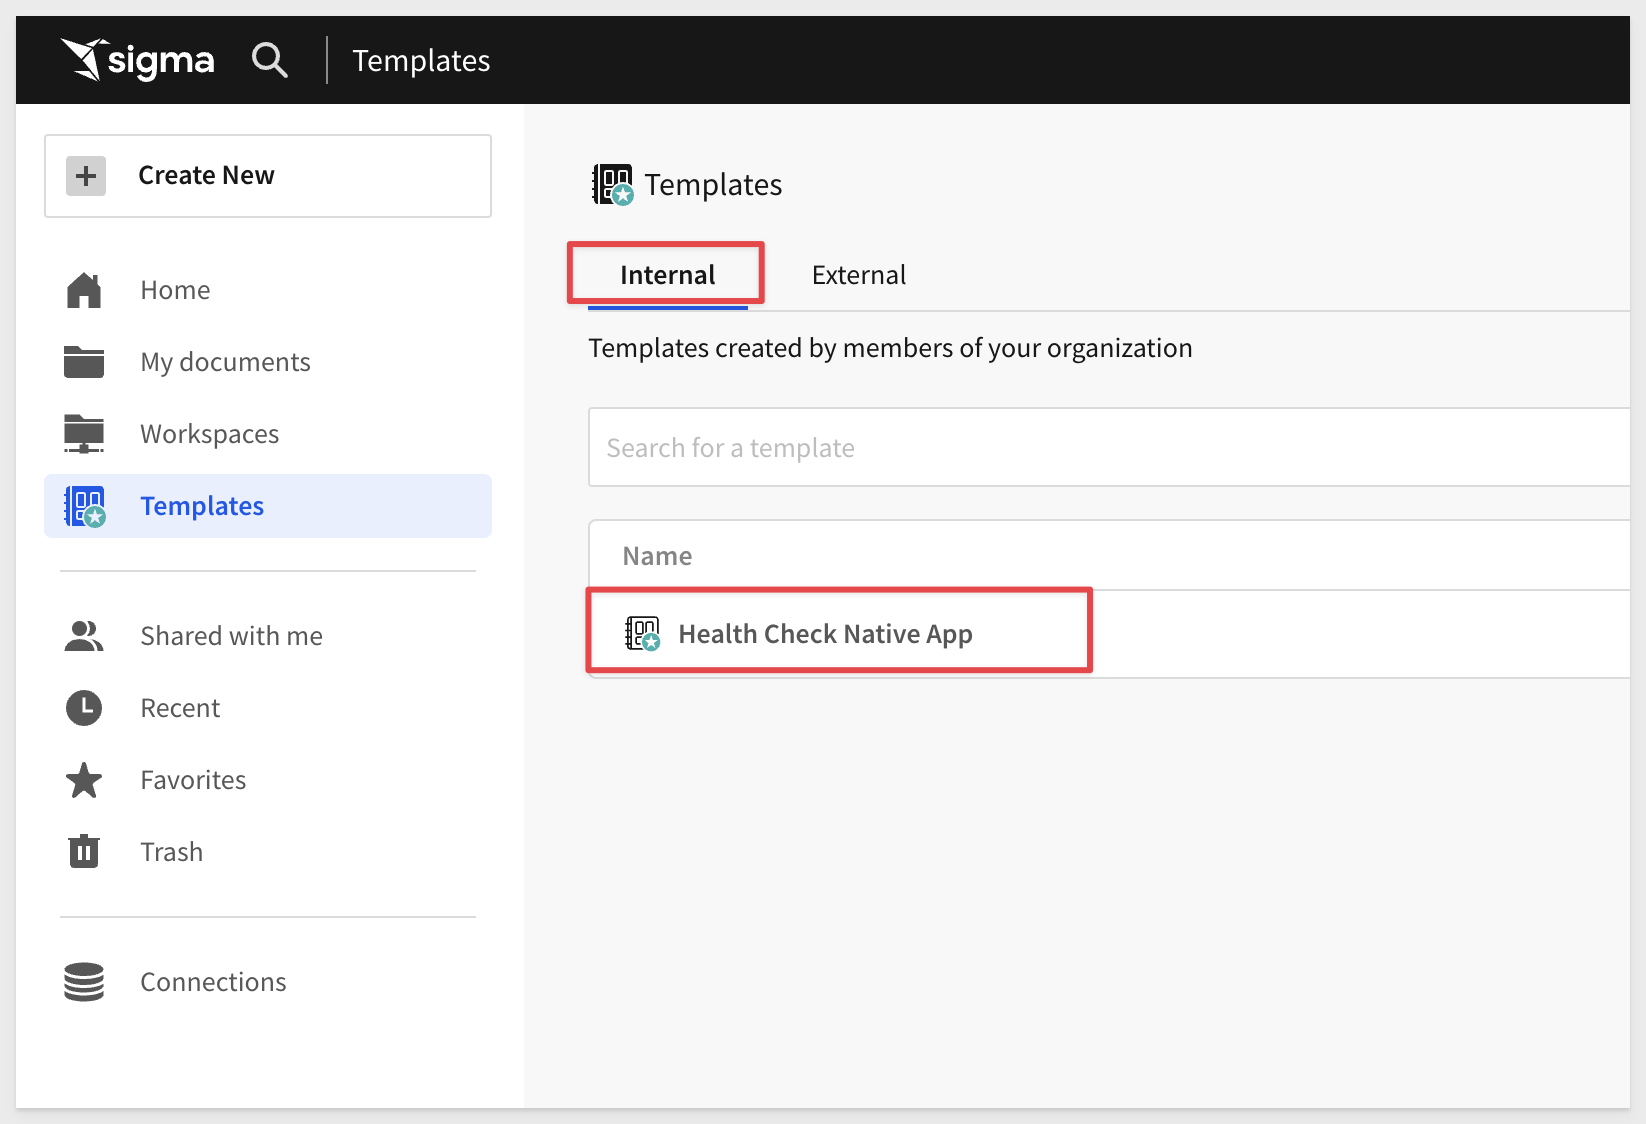 sigma
Templates
Create New
Home
My documents
Workspaces
Templates
Shared with me
Recent
Favorites
Trash
Connections
Templates
Internal
External
Templates created by members of your organization
Search for a template
Name
Health Check Native App